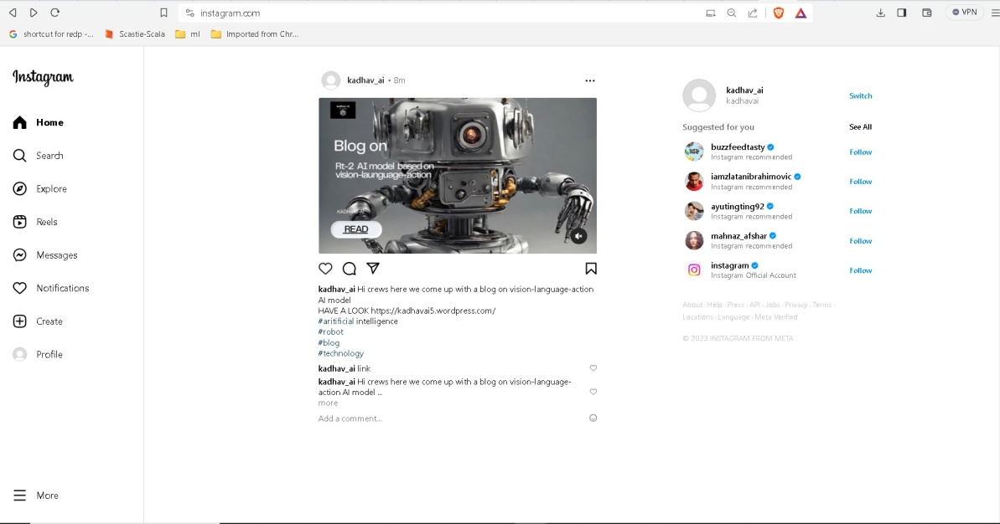 instagram.com
VPN
shortcut for redp -...
Scastie-Scala
ml
Imported from Chr...
Instagram
Home
Search
Explore
Reels
Messages
Notifications
Create
Profile
More
kadhav_ai • 8m
Blog on
Rt-2 AI model based on
vision-launguage-action
KADHAV-AI
READ
kadhav_ai Hi crews here we come up with a blog on vision-language-action
AI model
HAVE A LOOK https://kadhavai5.wordpress.com/
#aritificial intelligence
#robot
#blog
#technology
kadhav_ai link
kadhav_ai Hi crews here we come up with a blog on vision-language-
action AI model ...
more
Add a comment...
kadhav_ai
kadhavai
Switch
Suggested for you
See All
buzzfeedtasty
Instagram recommended
Follow
iamzlatanibrahimovic
Instagram recommended
Follow
ayutingting92
Instagram recommended
Follow
mahnaz_afshar
Instagram recommended
Follow
instagram
Instagram Official Account
Follow
About · Help · Press · API · Jobs · Privacy · Terms ·
Locations · Language · Meta Verified
© 2023 INSTAGRAM FROM META